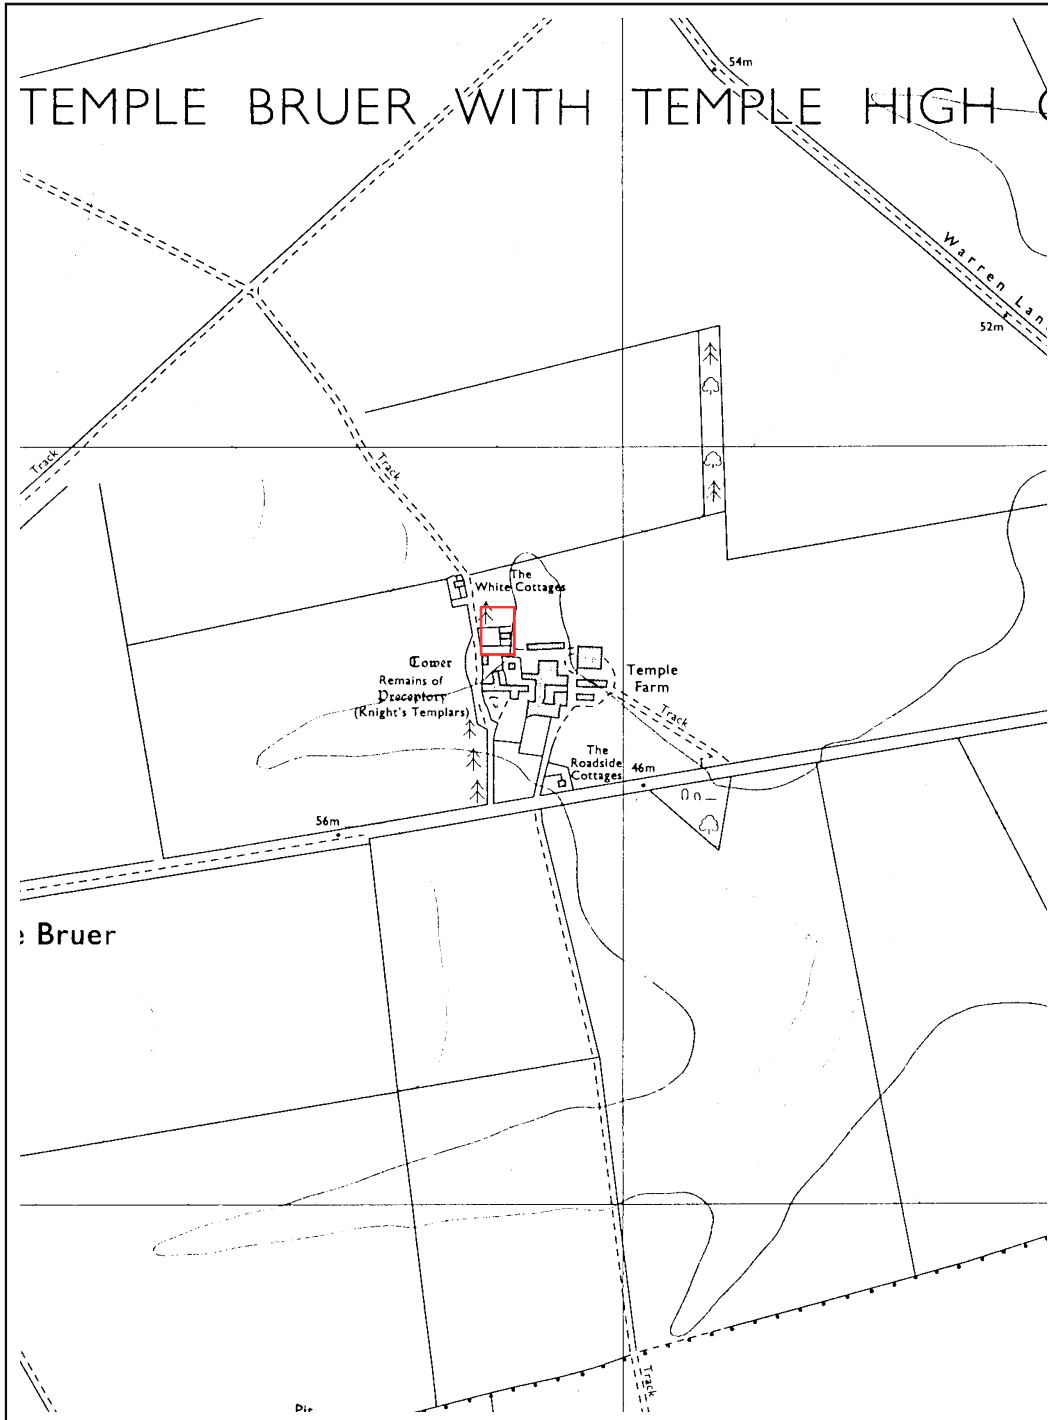 54m
TEMPLE BRUER WITH TEMPLE HIGH
Warren Lane
52m
Track
Track
The
White Cottages
Tower
Remains of
Preceptory
(Knight's Templars)
Temple
Farm
Track
The
Roadside
Cottages
46m
56m
Bruer
Track
Pit